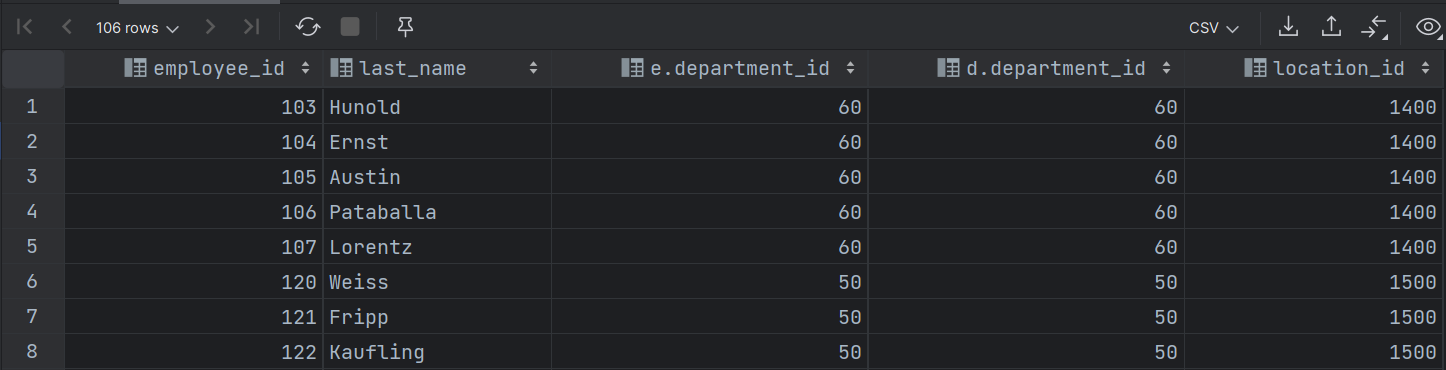 106 rows CSV
employee_id last_name e.department_id d.department_id location_id
1 103 Hunold 60 60 1400
2 104 Ernst 60 60 1400
3 105 Austin 60 60 1400
4 106 Pataballa 60 60 1400
5 107 Lorentz 60 60 1400
6 120 Weiss 50 50 1500
7 121 Fripp 50 50 1500
8 122 Kaufling 50 50 1500